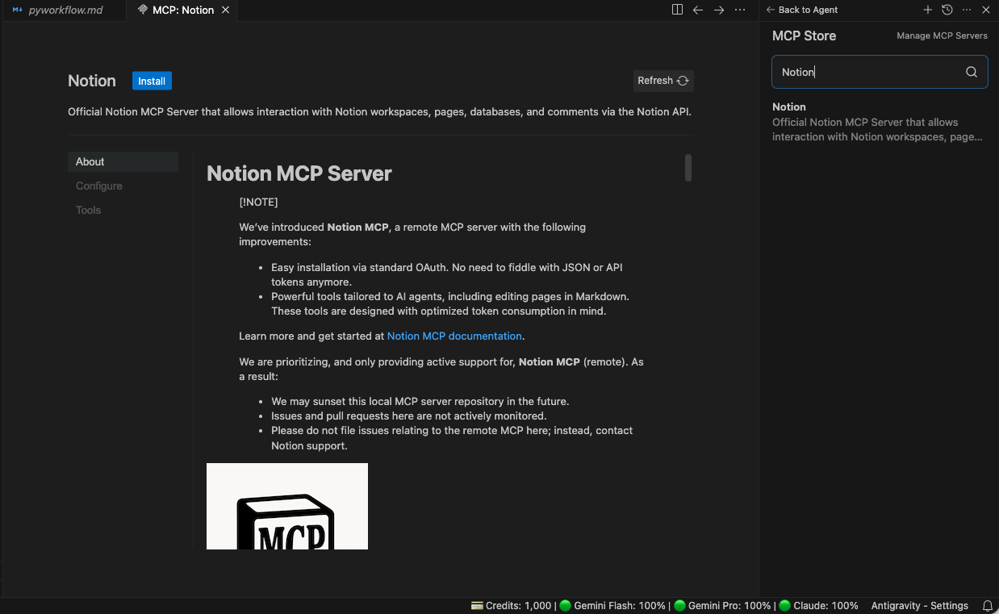 pyworkflow.md
MCP: Notion
Back to Agent
MCP Store
Manage MCP Servers
Notion
Notion
Official Notion MCP Server that allows
interaction with Notion workspaces, page...
Notion
Install
Refresh
Official Notion MCP Server that allows interaction with Notion workspaces, pages, databases, and comments via the Notion API.
About
Configure
Tools
Notion MCP Server
[!NOTE]
We’ve introduced Notion MCP, a remote MCP server with the following
improvements:
• Easy installation via standard OAuth. No need to fiddle with JSON or API
tokens anymore.
• Powerful tools tailored to AI agents, including editing pages in Markdown.
These tools are designed with optimized token consumption in mind.
Learn more and get started at Notion MCP documentation.
We are prioritizing, and only providing active support for, Notion MCP (remote). As
a result:
• We may sunset this local MCP server repository in the future.
• Issues and pull requests here are not actively monitored.
• Please do not file issues relating to the remote MCP here; instead, contact
Notion support.
MCP
Credits: 1,000 | Gemini Flash: 100% | Gemini Pro: 100% | Claude: 100% Antigravity - Settings